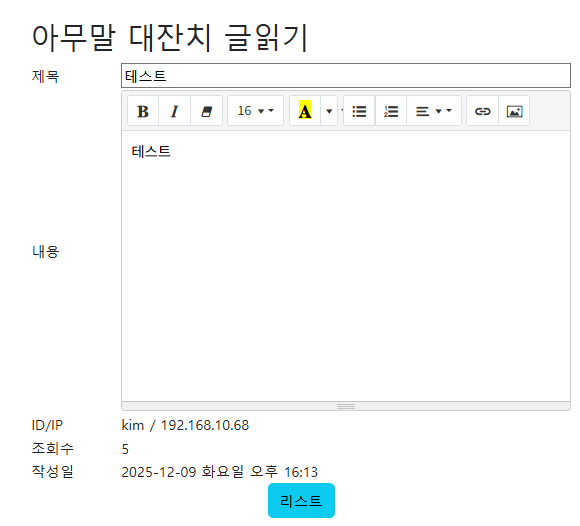 아무말 대잔치 글읽기
제목 테스트
B I 16 A
테스트
내용
ID/IP kim / 192.168.10.68
조회수 5
작성일 2025-12-09 화요일 오후 16:13
리스트